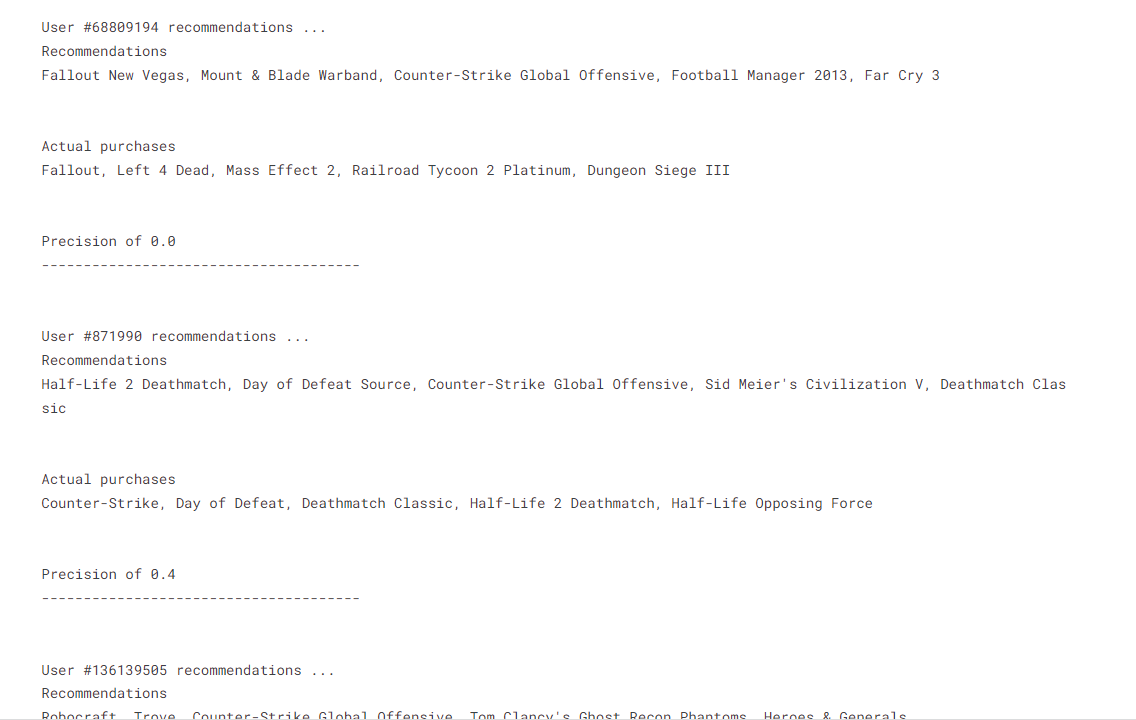 User #68809194 recommendations ...
Recommendations
Fallout New Vegas, Mount & Blade Warband, Counter-Strike Global Offensive, Football Manager 2013, Far Cry 3
Actual purchases
Fallout, Left 4 Dead, Mass Effect 2, Railroad Tycoon 2 Platinum, Dungeon Siege III
Precision of 0.0
--------------------------------------
User #871990 recommendations ...
Recommendations
Half-Life 2 Deathmatch, Day of Defeat Source, Counter-Strike Global Offensive, Sid Meier's Civilization V, Deathmatch Clas
sic
Actual purchases
Counter-Strike, Day of Defeat, Deathmatch Classic, Half-Life 2 Deathmatch, Half-Life Opposing Force
Precision of 0.4
--------------------------------------
User #136139505 recommendations ...
Recommendations
Robocraft, Trove, Counter-Strike Global Offensive, Tom Clancy's Ghost Recon Phantoms, Heroes & Generals